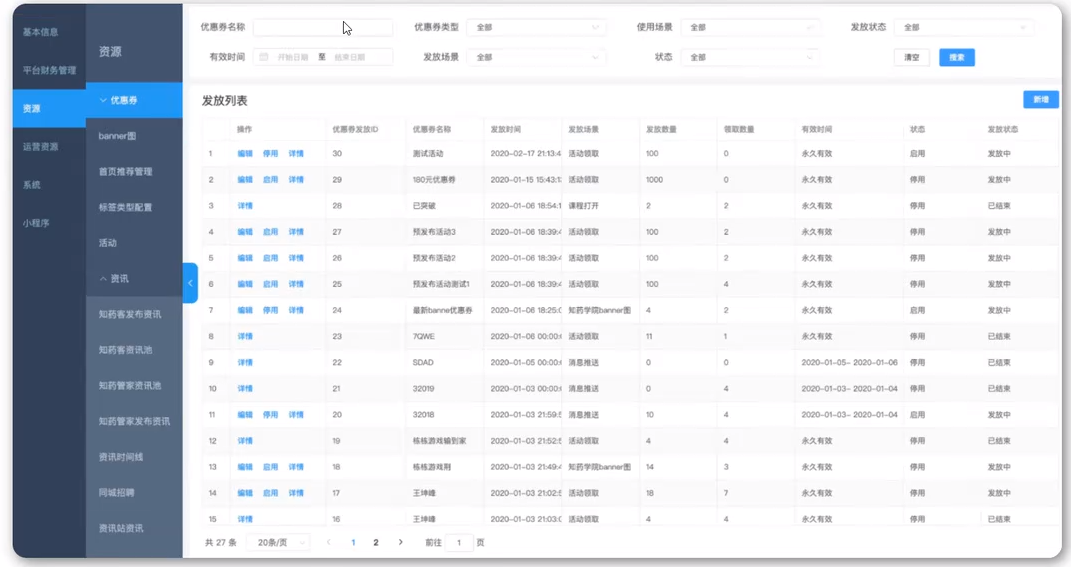 基本信息
平台财务管理
资源
运营资源
系统
小程序
资源
优惠券
banner图
首页推荐管理
标签类型配置
活动
资讯
知药客发布资讯
知药客资讯池
知药管家资讯池
知药管家发布资讯
资讯时间线
同城招聘
资讯站资讯
优惠券名称 优惠券类型 全部 使用场景 全部 发放状态 全部
有效时间 开始日期 至 结束日期 发放场景 全部 状态 全部 清空 搜索
发放列表 新增
操作 优惠券发放ID 优惠券名称 发放时间 发放场景 发放数量 领取数量 有效时间 状态 发放状态
1 编辑 停用 详情 30 测试活动 2020-02-17 21:13:4 活动领取 100 0 永久有效 启用 发放中
2 编辑 启用 详情 29 180元优惠券 2020-01-15 15:43:1 活动领取 1000 0 永久有效 停用 发放中
3 详情 28 已突破 2020-01-06 18:54:1 课程打开 2 2 永久有效 停用 已结束
4 编辑 启用 详情 27 预发布活动3 2020-01-06 18:39:4 活动领取 100 2 永久有效 停用 发放中
5 编辑 启用 详情 26 预发布活动2 2020-01-06 18:39:4 活动领取 100 2 永久有效 停用 发放中
6 编辑 启用 详情 25 预发布活动测试1 2020-01-06 18:39:4 活动领取 100 4 永久有效 停用 发放中
7 编辑 停用 详情 24 最新banne优惠券 2020-01-06 18:25:0 知药学院banner图 4 2 永久有效 启用 发放中
8 详情 23 7QWE 2020-01-06 00:00:0 活动领取 11 1 永久有效 停用 已结束
9 详情 22 SDAD 2020-01-05 00:00:0 消息推送 0 0 2020-01-05- 2020-01-06 停用 已结束
10 详情 21 32019 2020-01-03 00:00:0 消息推送 0 4 2020-01-03- 2020-01-04 停用 已结束
11 编辑 停用 详情 20 32018 2020-01-03 21:59:5 消息推送 10 4 2020-01-03- 2020-01-04 启用 发放中
12 详情 19 栋栋游戏输到家 2020-01-03 21:52:5 活动领取 4 4 永久有效 停用 已结束
13 编辑 启用 详情 18 栋栋游戏 2020-01-03 21:49:4 知药学院banner图 14 3 永久有效 停用 发放中
14 编辑 启用 详情 17 王坤峰 2020-01-03 21:02:5 活动领取 18 7 永久有效 停用 发放中
15 详情 16 王坤峰 2020-01-03 21:03:0 活动领取 4 4 永久有效 停用 已结束
共 27 条 20条/页 1 2 前往 1 页